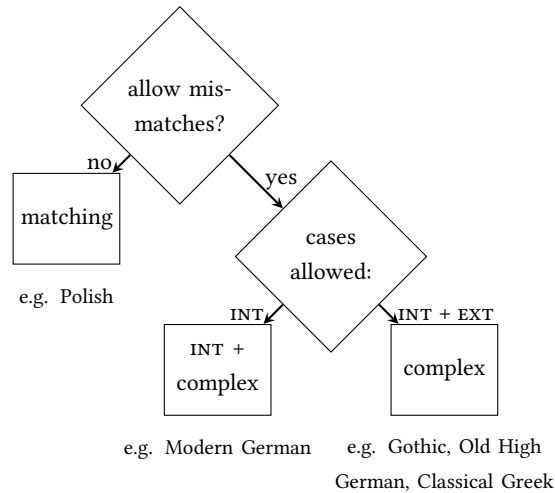 allow mis-
matches?
no
yes
matching
cases
allowed:
e.g. Polish
INT
INT + EXT
INT +
complex
complex
e.g. Modern German
e.g. Gothic, Old High
German, Classical Greek